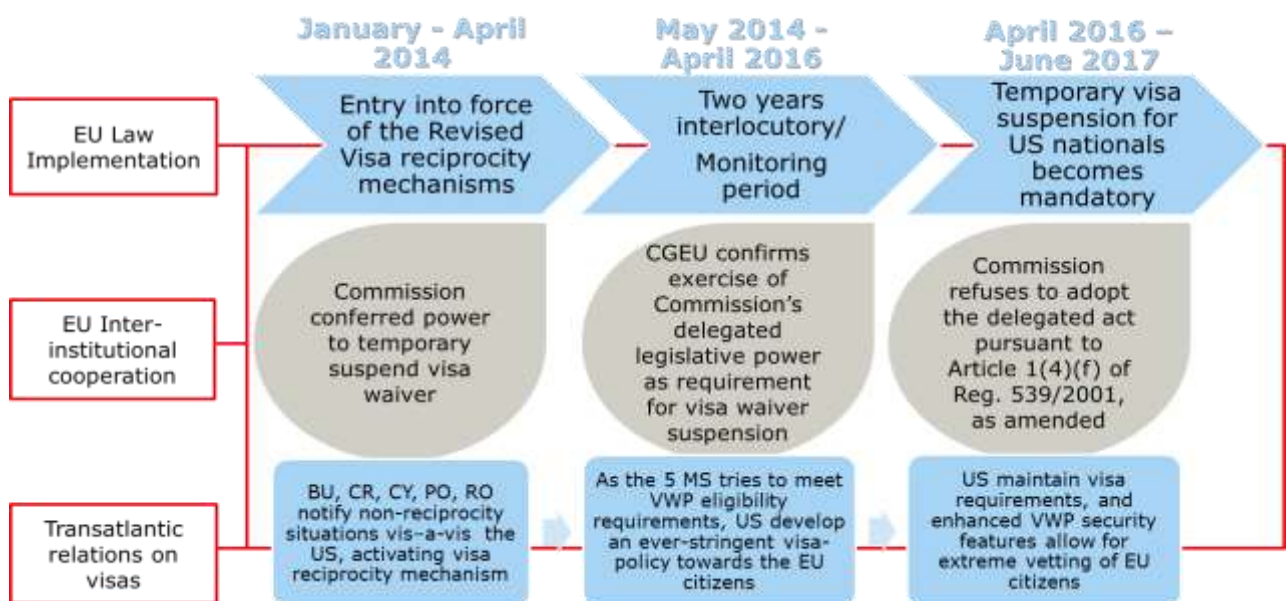 January - April
2014
May 2014 -
April 2016
April 2016 –
June 2017
EU Law
Implementation
Entry into force
of the Revised
Visa reciprocity
mechanisms
Two years
interlocutory/
Monitoring
period
Temporary visa
suspension for
US nationals
becomes
mandatory
EU Inter-
institutional
cooperation
Commission
conferred power
to temporary
suspend visa
waiver
CGEU confirms
exercise of
Commission's
delegated
legislative power
as requirement
for visa waiver
suspension
Commission
refuses to adopt
the delegated act
pursuant to
Article 1(4)(f) of
Reg. 539/2001,
as amended
Transatlantic
relations on
visas
BU, CR, CY, PO, RO
notify non-reciprocity
situations vis–a-vis the
US, activating visa
reciprocity mechanism
As the 5 MS tries to meet
VWP eligibility
requirements, US develop
an ever-stringent visa-
policy towards the EU
citizens
US maintain visa
requirements, and
enhanced VWP security
features allow for
extreme vetting of EU
citizens